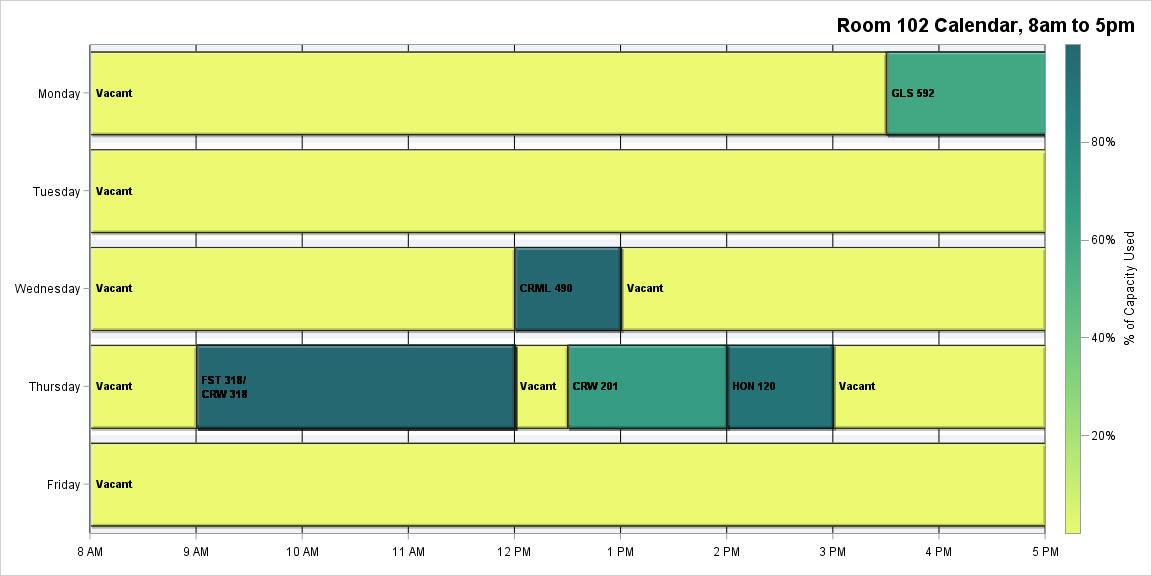 Room 102 Calendar, 8am to 5pm
Monday
Vacant
GLS 592
Tuesday
Vacant
Wednesday
Vacant
CRML 490
Vacant
Thursday
Vacant
FST 318/
CRW 318
Vacant
CRW 201
HON 120
Vacant
Friday
Vacant
8 AM
9 AM
10 AM
11 AM
12 PM
1 PM
2 PM
3 PM
4 PM
5 PM
80%
60%
40%
20%
% of Capacity Used